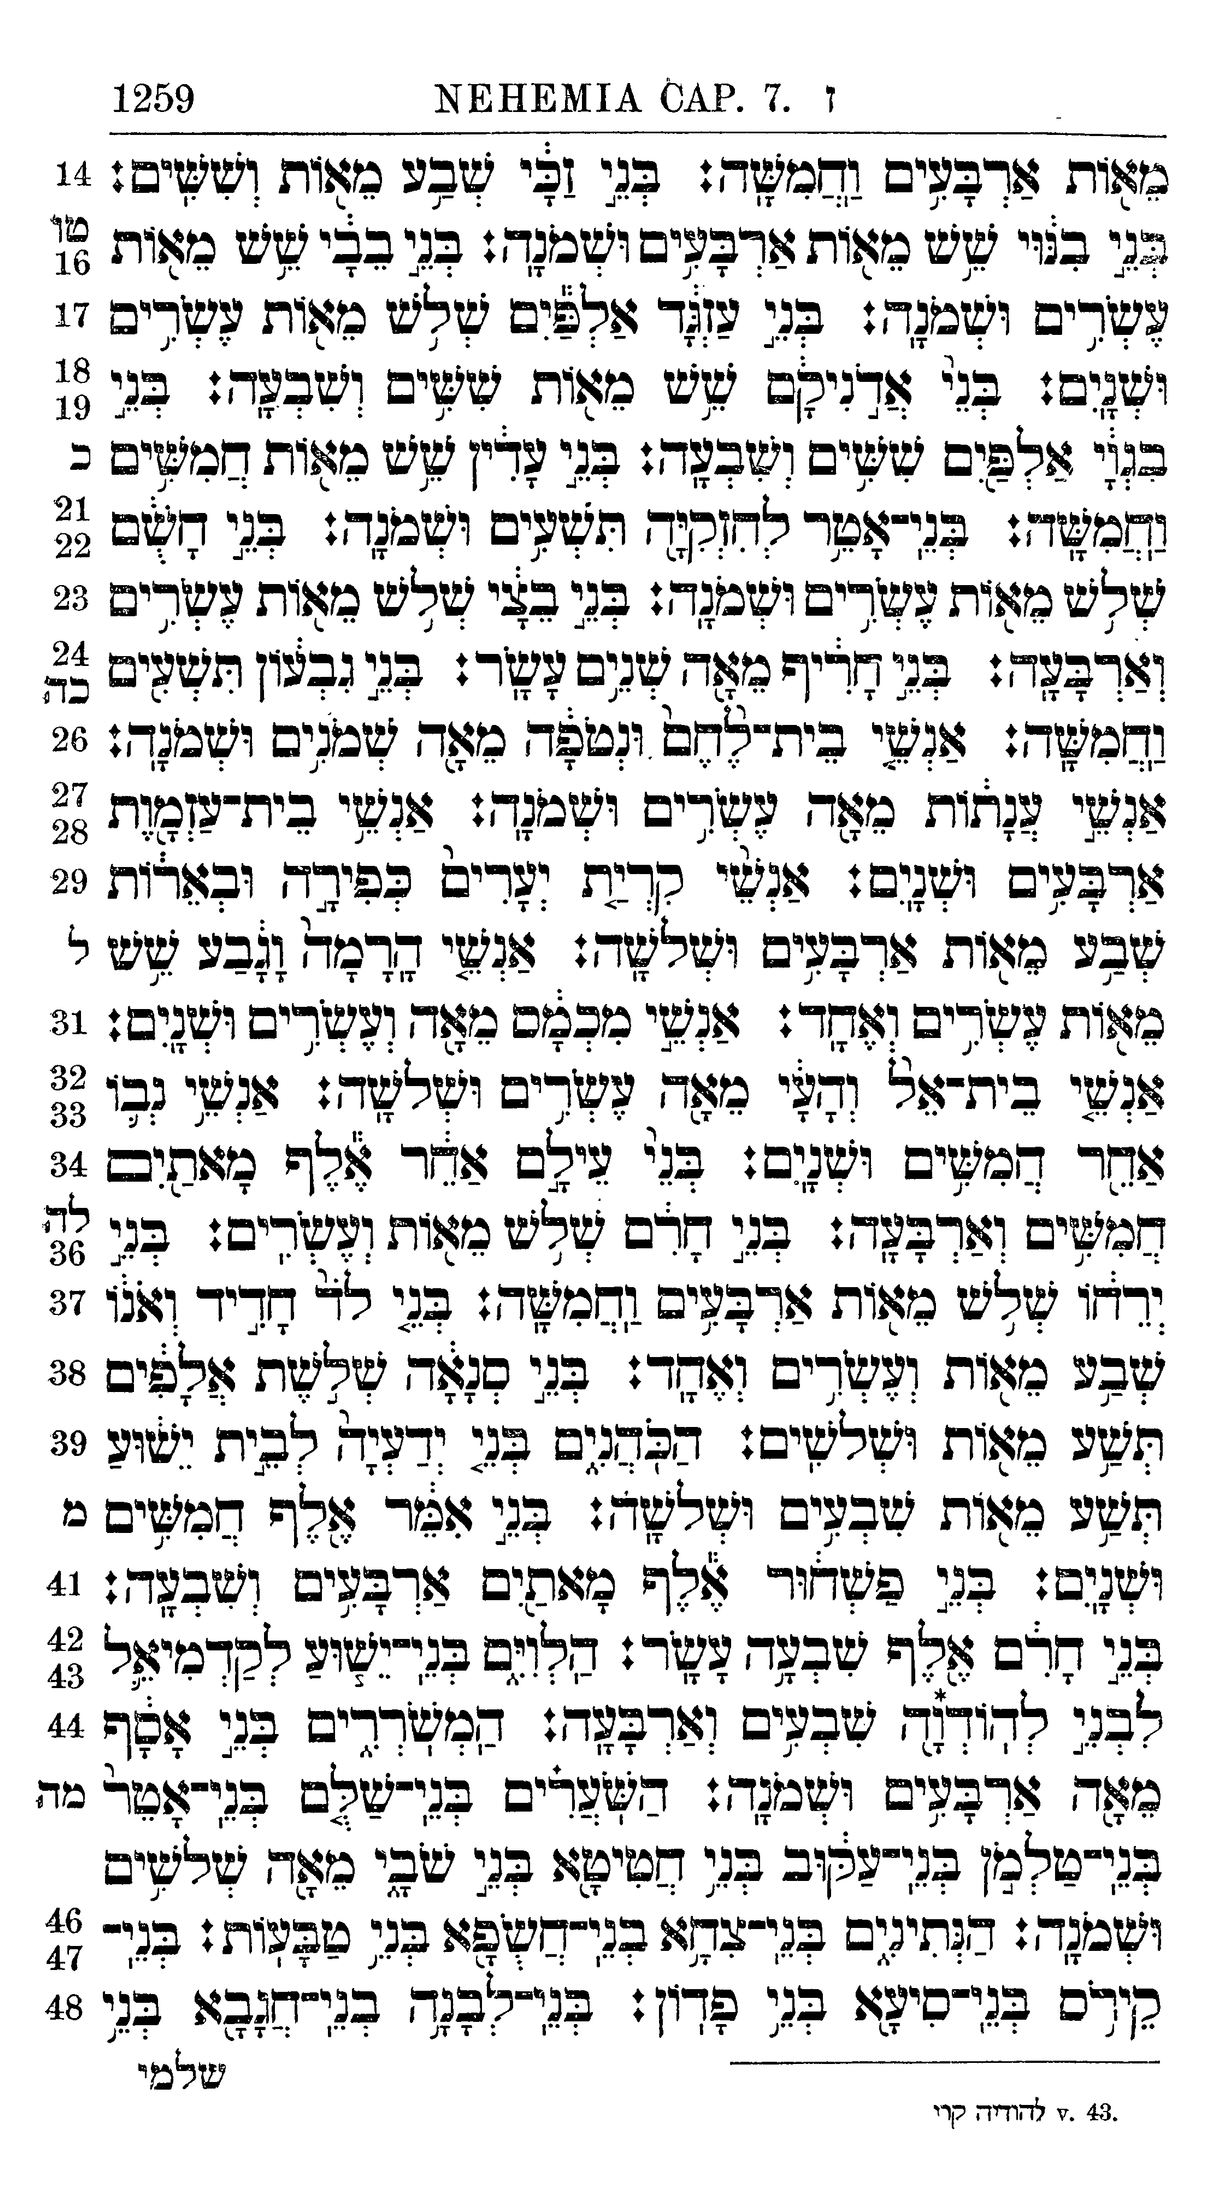 1259 NEHEMIA CAP. 7. ז
14 מֵא֖וֹת אַרְבָּעִ֥ים וַחֲמִשָּֽׁה׃ בְּנֵ֣י זַכָּ֔י שְׁבַ֥ע מֵא֖וֹת וְשִׁשִּֽׁים׃
טו 16 בְּנֵ֣י בִנּ֔וּי שֵׁ֥שׁ מֵא֖וֹת אַרְבָּעִ֥ים וּשְׁמֹנָֽה׃ בְּנֵ֣י בֵבָ֔י שֵׁ֥שׁ מֵא֖וֹת
17 עֶשְׂרִ֥ים וּשְׁמֹנָֽה׃ בְּנֵ֣י עַזְגָּ֔ד אַלְפַּ֕יִם שְׁלֹ֥שׁ מֵא֖וֹת עֶשְׂרִ֥ים
18 19 וּשְׁנָֽיִם׃ בְּנֵי֙ אֲדֹ֣נִיקָ֔ם שֵׁ֥שׁ מֵא֖וֹת שִׁשִּׁ֥ים וְשִׁבְעָֽה׃ בְּנֵ֣י
כ בִגְוָ֔י אַלְפַּ֖יִם שִׁשִּׁ֥ים וְשִׁבְעָֽה׃ בְּנֵ֣י עָדִ֔ין שֵׁ֥שׁ מֵא֖וֹת חֲמִשִּׁ֥ים
21 22 וַחֲמִשָּֽׁה׃ בְּנֵֽי־אָטֵ֥ר לְחִזְקִיָּ֖ה תִּשְׁעִ֥ים וּשְׁמֹנָֽה׃ בְּנֵ֣י חָשֻׁ֔ם
23 שְׁלֹ֥שׁ מֵא֖וֹת עֶשְׂרִ֥ים וּשְׁמֹנָֽה׃ בְּנֵ֣י בֵצָ֔י שְׁלֹ֥שׁ מֵא֖וֹת עֶשְׂרִ֥ים
24 כה וְאַרְבָּעָֽה׃ בְּנֵ֣י חָרִ֔יף מֵאָ֖ה שְׁנֵ֥ים עָשָֽׂר׃ בְּנֵ֣י גִבְע֔וֹן תִּשְׁעִ֖ים
26 וַחֲמִשָּֽׁה׃ אַנְשֵׁ֤י בֵֽית־לֶ֙חֶם֙ וּנְטֹפָ֔ה מֵאָ֖ה שְׁמֹנִ֥ים וּשְׁמֹנָֽה׃
27 28 אַנְשֵׁ֣י עֲנָת֔וֹת מֵאָ֖ה עֶשְׂרִ֥ים וּשְׁמֹנָֽה׃ אַנְשֵׁ֥י בֵית־עַזְמָ֖וֶת
29 אַרְבָּעִ֥ים וּשְׁנָֽיִם׃ אַנְשֵׁ֨י קִרְיַ֤ת יְעָרִים֙ כְּפִירָ֣ה וּבְאֵר֔וֹת
ל שְׁבַ֥ע מֵא֖וֹת אַרְבָּעִ֥ים וּשְׁלֹשָֽׁה׃ אַנְשֵׁ֤י הָֽרָמָה֙ וָגָ֔בַע שֵׁ֥שׁ
31 מֵא֖וֹת עֶשְׂרִ֥ים וְאֶחָֽד׃ אַנְשֵׁ֣י מִכְמָ֔ס מֵאָ֖ה וְעֶשְׂרִ֥ים וּשְׁנָֽיִם׃
32 33 אַנְשֵׁ֤י בֵֽית־אֵל֙ וְהָעָ֔י מֵאָ֖ה עֶשְׂרִ֥ים וּשְׁלֹשָֽׁה׃ אַנְשֵׁ֥י נְב֛וֹ
34 אַחֵ֖ר חֲמִשִּׁ֥ים וּשְׁנָֽיִם׃ בְּנֵי֙ עֵילָ֣ם אַחֵ֔ר אֶ֕לֶף מָאתַ֖יִם
לה 36 חֲמִשִּׁ֥ים וְאַרְבָּעָֽה׃ בְּנֵ֣י חָרִ֔ם שְׁלֹ֥שׁ מֵא֖וֹת וְעֶשְׂרִֽים׃ בְּנֵ֣י
37 יְרֵח֔וֹ שְׁלֹ֥שׁ מֵא֖וֹת אַרְבָּעִ֥ים וַחֲמִשָּֽׁה׃ בְּנֵי֙ לֹד֙ חָדִ֣יד וְאֹנ֔וֹ
38 שְׁבַ֥ע מֵא֖וֹת וְעֶשְׂרִ֥ים וְאֶחָֽד׃ בְּנֵ֣י סְנָאָ֔ה שְׁלֹ֣שֶׁת אֲלָפִ֔ים
39 תְּשַׁ֥ע מֵא֖וֹת וּשְׁלֹשִֽׁים׃ הַֽכֹּהֲנִ֑ים בְּנֵ֤י יְדַֽעְיָה֙ לְבֵ֣ית יֵשׁ֔וּעַ
מ תְּשַׁ֥ע מֵא֖וֹת שִׁבְעִ֥ים וּשְׁלֹשָֽׁה׃ בְּנֵ֣י אִמֵּ֔ר אֶ֖לֶף חֲמִשִּׁ֥ים
41 וּשְׁנָֽיִם׃ בְּנֵ֣י פַשְׁח֔וּר אֶ֕לֶף מָאתַ֖יִם אַרְבָּעִ֥ים וְשִׁבְעָֽה׃
42 43 בְּנֵ֣י חָרִ֔ם אֶ֖לֶף שִׁבְעָ֥ה עָשָֽׂר׃ הַֽלְוִיִּ֑ם בְּנֵֽי־יֵשׁ֧וּעַ לְקַדְמִיאֵ֛ל
44 לִבְנֵ֥י לְהֽוֹדְוָ֖ה* שִׁבְעִ֥ים וְאַרְבָּעָֽה׃ הַֽמְשֹׁרְרִ֑ים בְּנֵ֣י אָסָ֔ף
מה מֵאָ֖ה אַרְבָּעִ֥ים וּשְׁמֹנָֽה׃ הַשֹּֽׁעֲרִ֗ים בְּנֵֽי־שַׁלֻּ֤ם בְּנֵֽי־אָטֵר֙
בְּנֵֽי־טַלְמֹ֣ן בְּנֵֽי־עַקּ֔וּב בְּנֵ֥י חֲטִיטָ֖א בְּנֵ֣י שֹׁבָ֑י מֵאָ֖ה שְׁלֹשִׁ֥ים
46 47 וּשְׁמֹנָֽה׃ הַנְּתִינִ֑ים בְּנֵי־צִחָ֥א בְנֵֽי־חֲשֻׂפָ֖א בְּנֵ֥י טַבָּעֽוֹת׃ בְּנֵי־
48 קֵירֹ֥ס בְּנֵֽי־סִיעָ֖א בְּנֵ֥י פָדֽוֹן׃ בְּנֵֽי־לְבָנָ֥ה בְנֵֽי־חֲגָבָ֖א בְּנֵ֥י
שלמי
v. 43. להודיה קרי